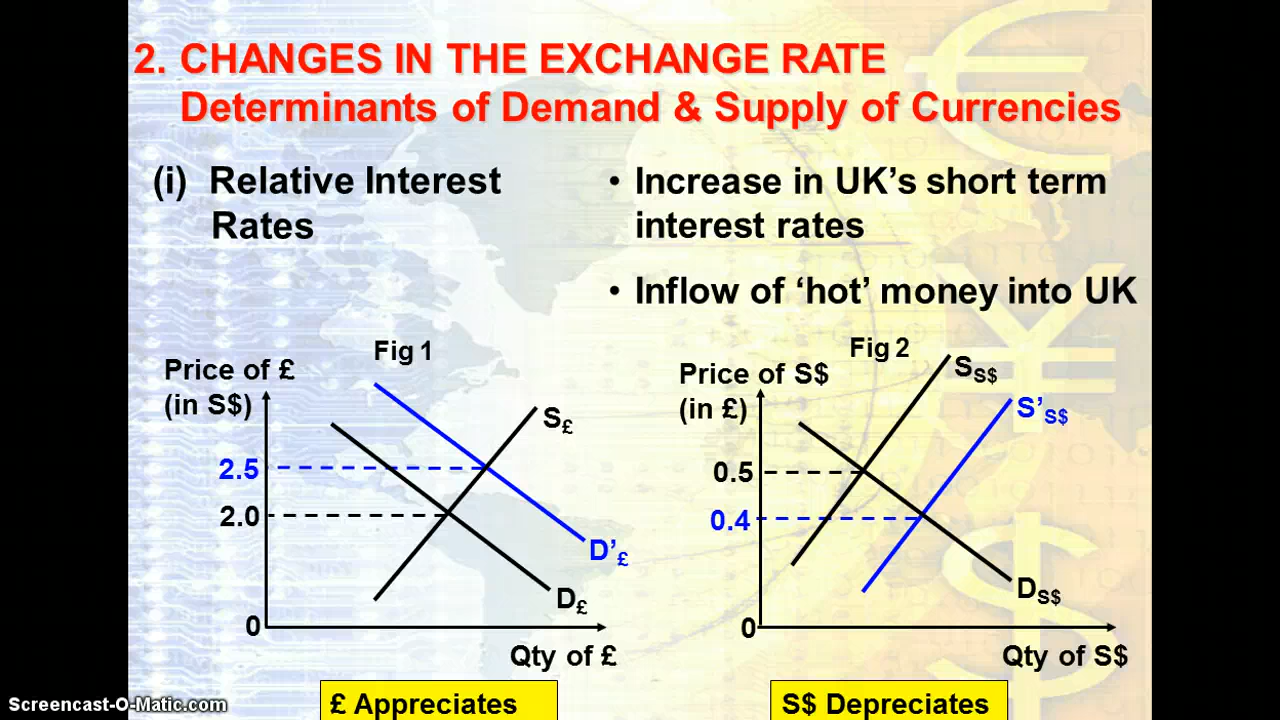 2. CHANGES IN THE EXCHANGE RATE
Determinants of Demand & Supply of Currencies
(i) Relative Interest
Rates
• Increase in UK's short term
interest rates
• Inflow of 'hot' money into UK
Fig 1
Price of £
(in S$)
S£
2.5
2.0
D'£
D£
0
Qty of £
£ Appreciates
Fig 2
Price of S$
(in £)
SS$
S'S$
0.5
0.4
DS$
0
Qty of S$
S$ Depreciates
Screencast-O-Matic.com